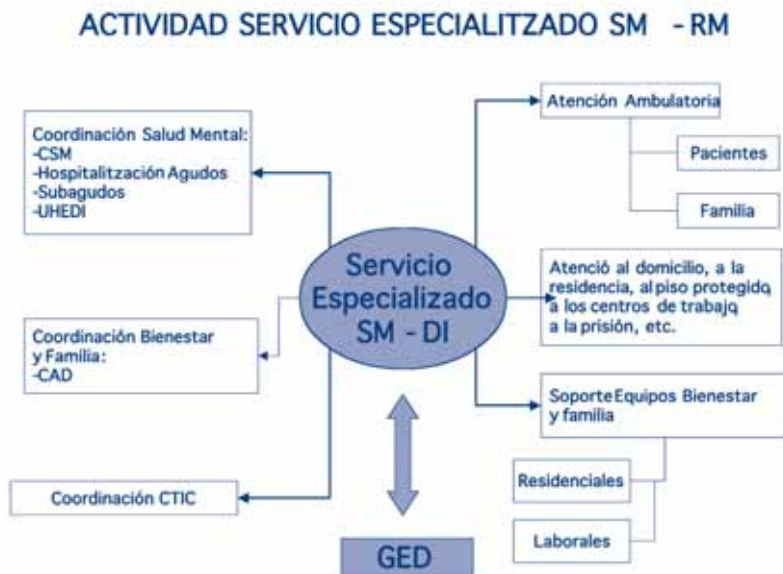 ACTIVIDAD SERVICIO ESPECIALITZADO SM - RM
Coordinación Salud Mental:
-CSM
-Hospitalitzación Agudos
-Subagudos
-UHEDI
Coordinación Bienestar
y Familia:
-CAD
Coordinación CTIC
Servicio
Especializado
SM - DI
GED
Atención Ambulatoria
Pacientes
Familia
Atenció al domicilio, a la
residencia, al piso protegido,
a los centros de trabajo,
a la prisión, etc.
Soporte Equipos Bienestar
y familia
Residenciales
Laborales